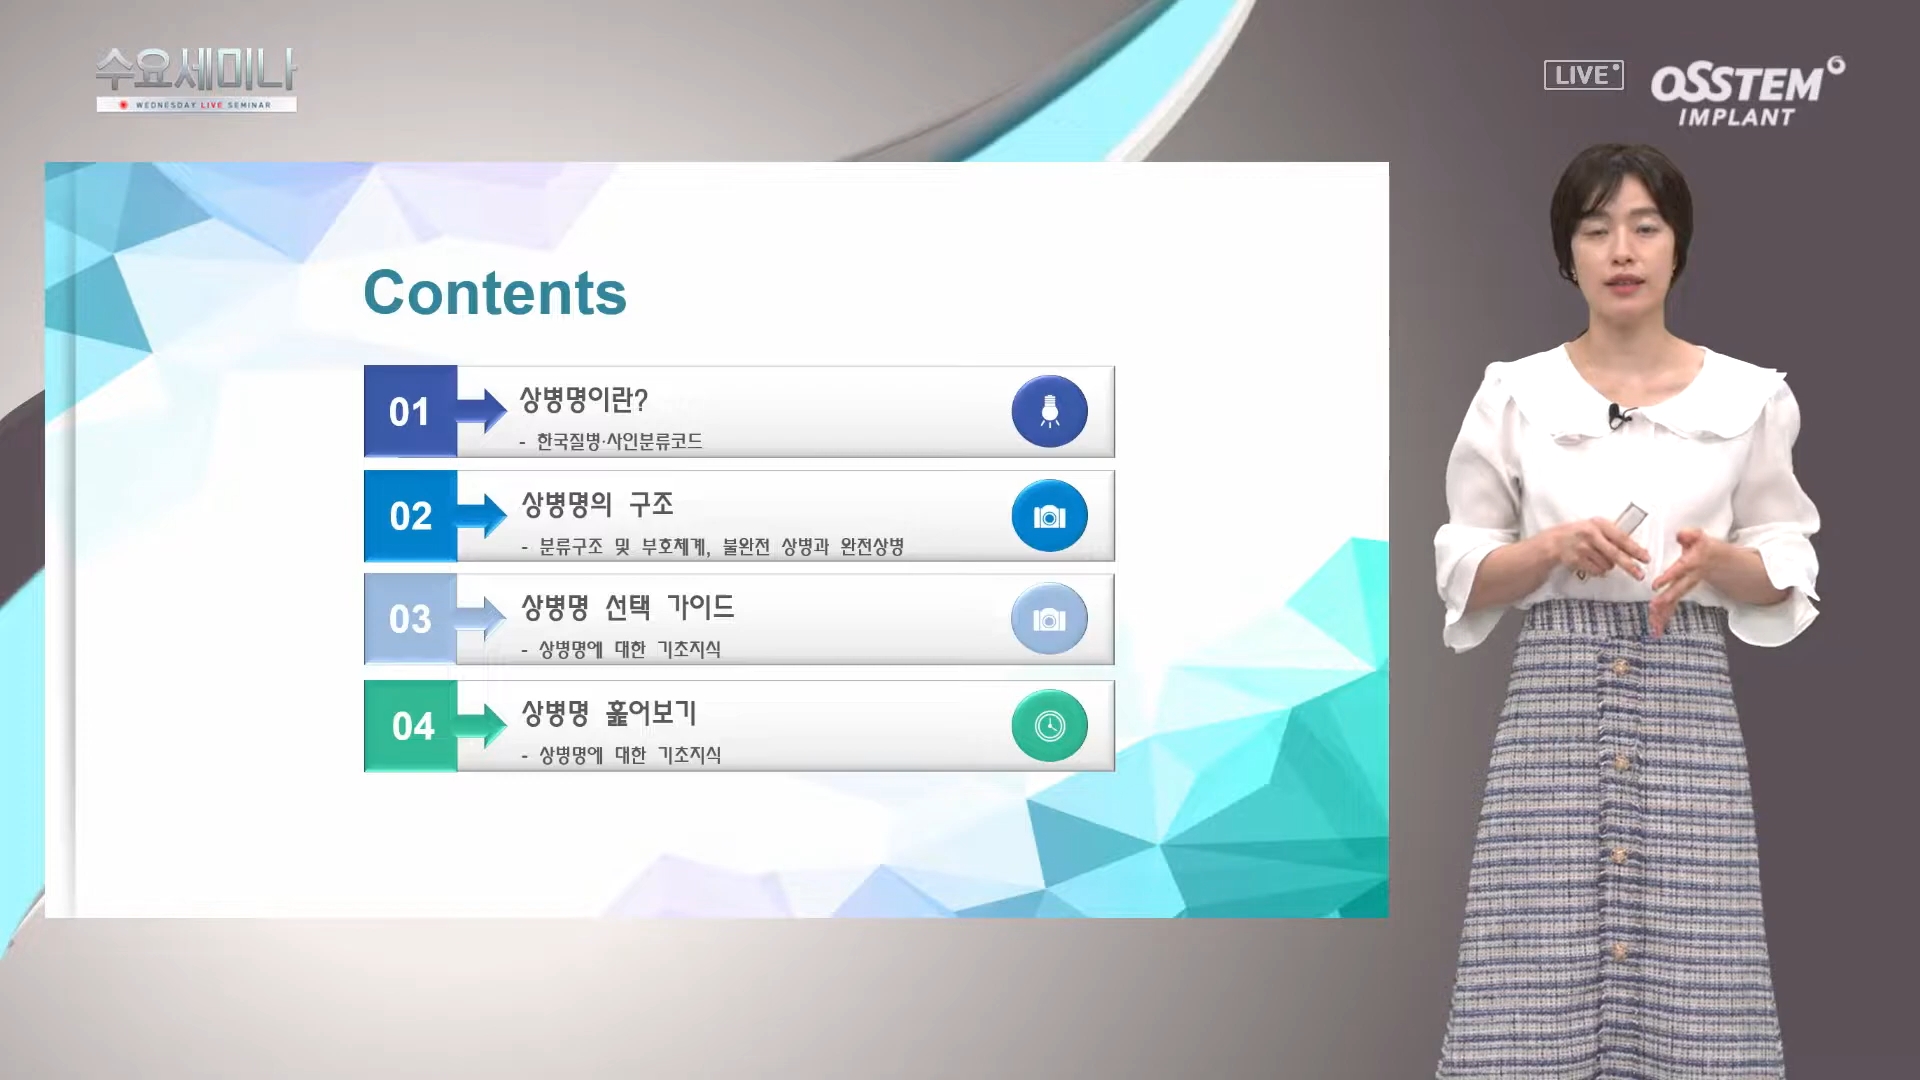 수요세미나
WEDNESDAY LIVE SEMINAR
LIVE
OSSTEM
IMPLANT
Contents
01
상병명이란?
- 한국질병·사인분류코드
02
상병명의 구조
- 분류구조 및 부호체계, 불완전 상병과 완전상병
03
상병명 선택 가이드
- 상병명에 대한 기초지식
04
상병명 훑어보기
- 상병명에 대한 기초지식